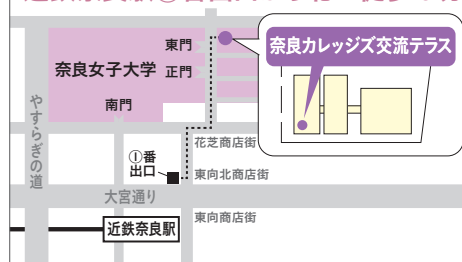 東門
奈良カレッジズ交流テラス
奈良女子大学
正門
南門
やすらぎの道
花芝商店街
①番
出口
東向北商店街
大宮通り
東向商店街
近鉄奈良駅